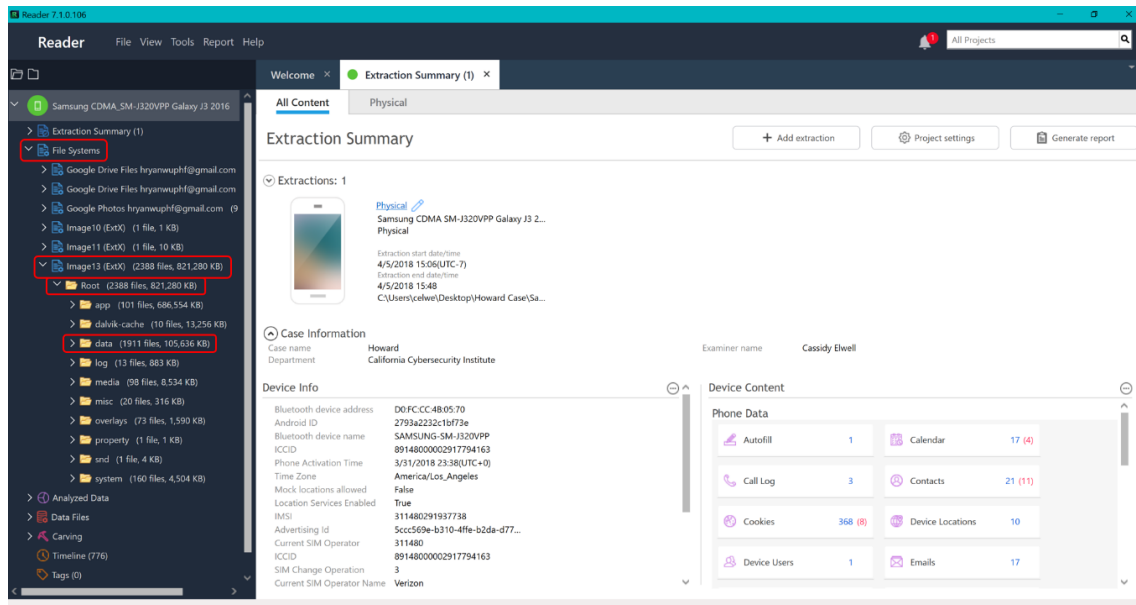 Reader 7.1.0.106
Reader File View Tools Report Help
1
All Projects
Welcome × Extraction Summary (1) ×
Samsung CDMA_SM-J320VPP Galaxy J3 2016
Extraction Summary (1)
File Systems
Google Drive Files hryanwuphf@gmail.com
Google Drive Files hryanwuphf@gmail.com
Google Photos hryanwuphf@gmail.com (9
Image10 (ExtX) (1 file, 1 KB)
Image11 (ExtX) (1 file, 10 KB)
Image13 (ExtX) (2388 files, 821,280 KB)
Root (2388 files, 821,280 KB)
app (101 files, 686,554 KB)
dalvik-cache (10 files, 13,256 KB)
data (1911 files, 105,636 KB)
log (13 files, 883 KB)
media (98 files, 8,534 KB)
misc (20 files, 316 KB)
overlays (73 files, 1,590 KB)
property (1 file, 1 KB)
snd (1 file, 4 KB)
system (160 files, 4,504 KB)
Analyzed Data
Data Files
Carving
Timeline (776)
Tags (0)
All Content Physical
Extraction Summary
+ Add extraction
Project settings
Generate report
Extractions: 1
Physical
Samsung CDMA SM-J320VPP Galaxy J3 2...
Physical
Extraction start date/time
4/5/2018 15:06(UTC-7)
Extraction end date/time
4/5/2018 15:48
C:\Users\celwe\Desktop\Howard Case\Sa...
Case Information
Case name Howard
Examiner name Cassidy Elwell
Department California Cybersecurity Institute
Device Info
Bluetooth device address D0:FC:CC:4B:05:70
Android ID 2793a2232c1bf73e
Bluetooth device name SAMSUNG-SM-J320VPP
ICCID 89148000002917794163
Phone Activation Time 3/31/2018 23:38(UTC+0)
Time Zone America/Los_Angeles
Mock locations allowed False
Location Services Enabled True
IMSI 311480291937738
Advertising Id 5ccc569e-b310-4ffe-b2da-d77...
Current SIM Operator 311480
ICCID 89148000002917794163
SIM Change Operation 3
Current SIM Operator Name Verizon
Device Content
Phone Data
Autofill 1
Calendar 17 (4)
Call Log 3
Contacts 21 (11)
Cookies 368 (8)
Device Locations 10
Device Users 1
Emails 17